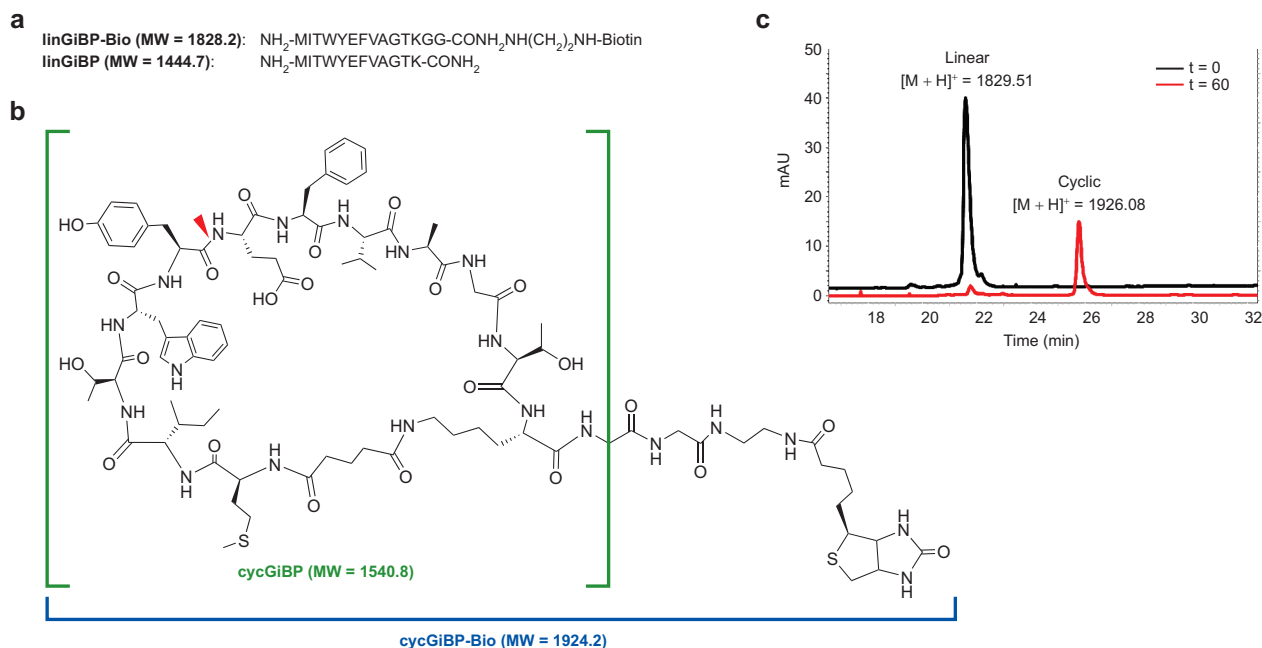 a
linGiBP-Bio (MW = 1828.2): NH2-MITWYEFVAGTKGG-CONH2NH(CH2)2NH-Biotin
linGiBP (MW = 1444.7): NH2-MITWYEFVAGTK-CONH2
b
HO
O
NH
O
N
H
O
H
N
O
HN
O
NH
O
HN
OH
O
NH
O
HO
O
HN
O
HO
NH
O
N
H
O
NH
NH
O
HN
O
H
N
O
O
NH
O
N
H
O
H
N
N
H
O
S
O
H
N
N
H
S
O
cycGiBP (MW = 1540.8)
cycGiBP-Bio (MW = 1924.2)
c
50
40
30
20
10
0
mAU
Linear
[M + H]+ = 1829.51
Cyclic
[M + H]+ = 1926.08
t = 0
t = 60
18 20 22 24 26 28 30 32
Time (min)